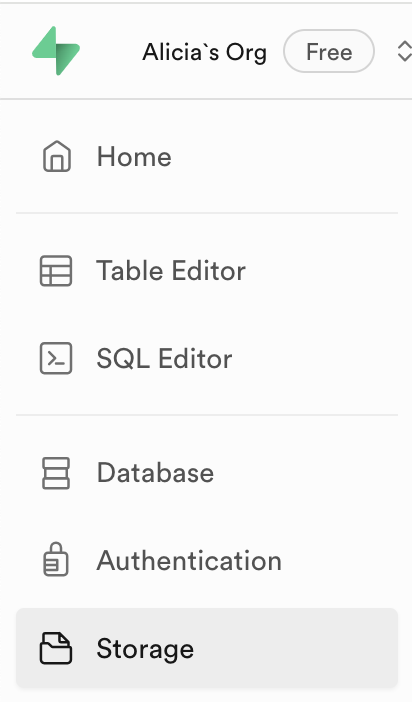 Alicia`s Org Free
Home
Table Editor
SQL Editor
Database
Authentication
Storage